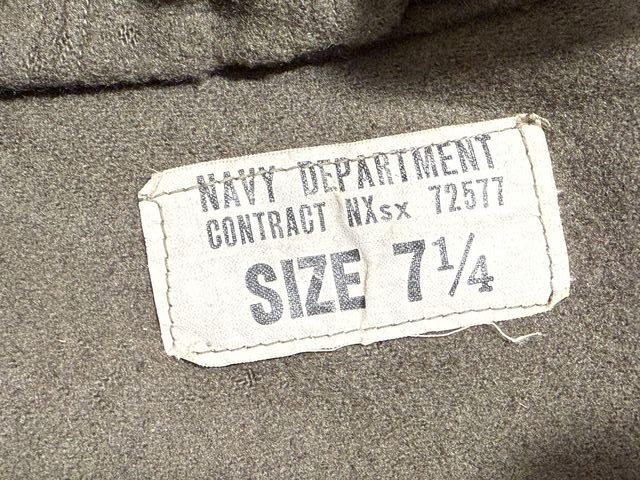 NAVY DEPARTMENT
CONTRACT NXsx 72577
SIZE 7¼